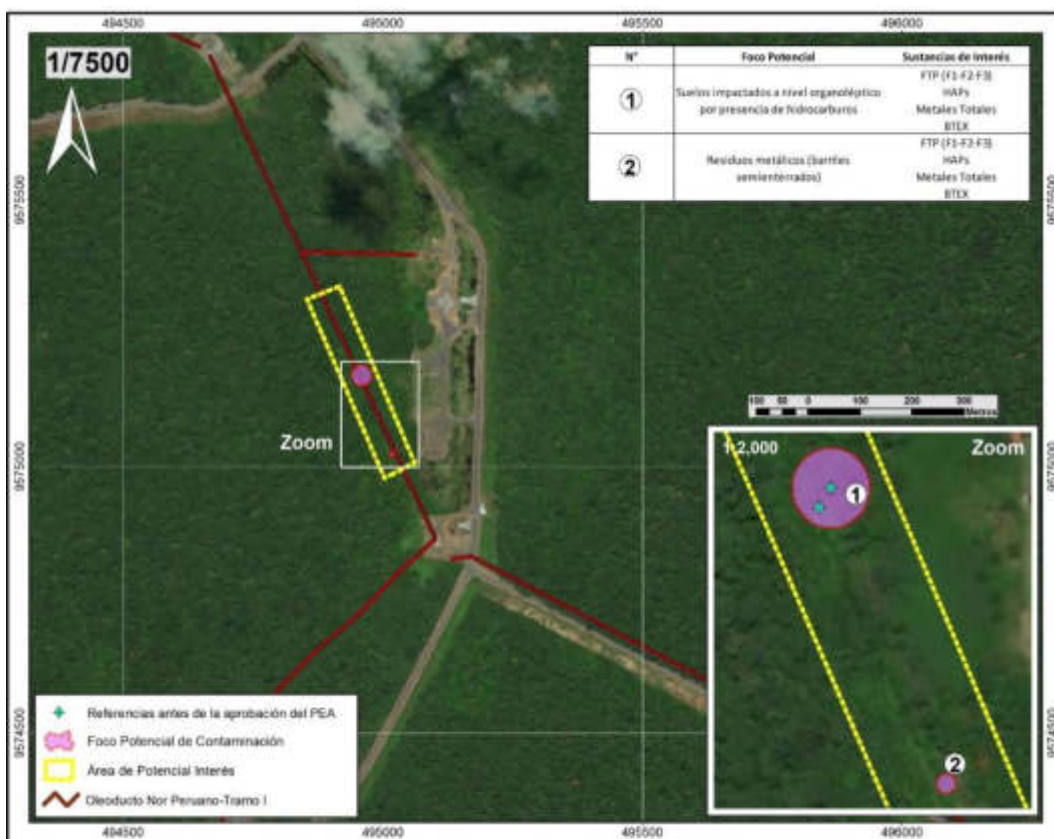 494500 495000 495500 496000
1/7500
N° Foco Potencial Sustancias de Interés
1 Suelos impactados a nivel organoléptico por presencia de hidrocarburos
FTP (F1-F2-F3)
HAPs
Metales Totales
BTEX
2 Residuos metálicos (barriles semienterrados)
FTP (F1-F2-F3)
HAPs
Metales Totales
BTEX
9575500 9575500
Zoom
100 50 0 100 200 300
Metros
9575000 9575000
1:2,000 Zoom
1
2
9574500 9574500
Referencias antes de la aprobación del PEA
Foco Potencial de Contaminación
Área de Potencial Interés
Oleoducto Nor Peruano-Tramo I
494500 495000 495500 496000